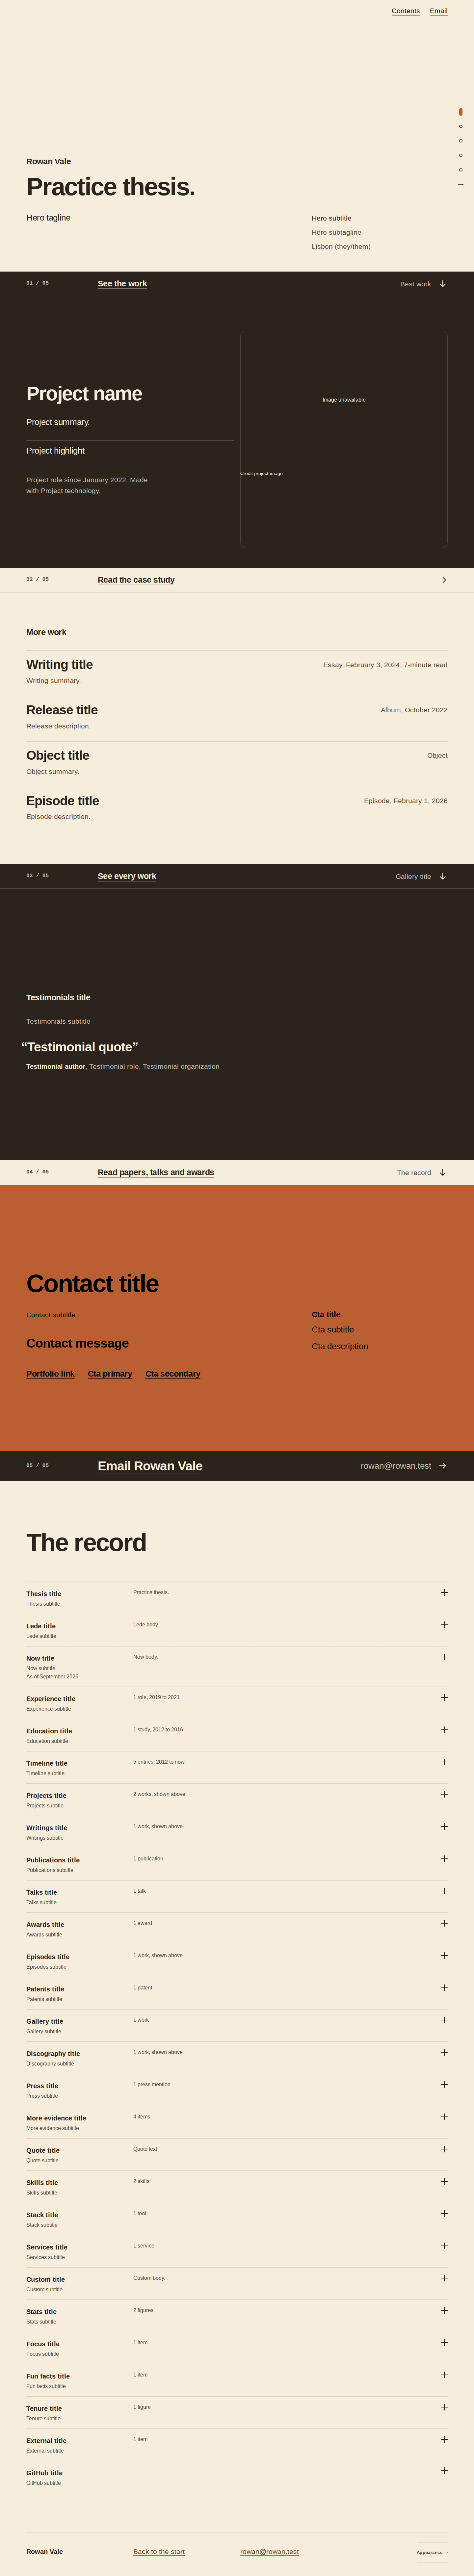 Contents Email
Rowan Vale
Practice thesis.
Hero tagline
Hero subtitle
Hero subtagline
Lisbon (they/them)
01 / 05 See the work Best work
Project name
Project summary.
Project highlight
Project role since January 2022. Made
with Project technology.
Image unavailable
Credit project-image
02 / 05 Read the case study
More work
Writing title Essay, February 3, 2024, 7-minute read
Writing summary.
Release title Album, October 2022
Release description.
Object title Object
Object summary.
Episode title Episode, February 1, 2026
Episode description.
03 / 05 See every work Gallery title
Testimonials title
Testimonials subtitle
“Testimonial quote”
Testimonial author, Testimonial role, Testimonial organization
04 / 05 Read papers, talks and awards The record
Contact title
Contact subtitle
Contact message
Portfolio link Cta primary Cta secondary
Cta title
Cta subtitle
Cta description
05 / 05 Email Rowan Vale rowan@rowan.test
The record
Thesis title Practice thesis.
Thesis subtitle
Lede title Lede body.
Lede subtitle
Now title Now body.
Now subtitle
As of September 2026
Experience title 1 role, 2019 to 2021
Experience subtitle
Education title 1 study, 2012 to 2016
Education subtitle
Timeline title 5 entries, 2012 to now
Timeline subtitle
Projects title 2 works, shown above
Projects subtitle
Writings title 1 work, shown above
Writings subtitle
Publications title 1 publication
Publications subtitle
Talks title 1 talk
Talks subtitle
Awards title 1 award
Awards subtitle
Episodes title 1 work, shown above
Episodes subtitle
Patents title 1 patent
Patents subtitle
Gallery title 1 work
Gallery subtitle
Discography title 1 work, shown above
Discography subtitle
Press title 1 press mention
Press subtitle
More evidence title 4 items
More evidence subtitle
Quote title Quote text
Quote subtitle
Skills title 2 skills
Skills subtitle
Stack title 1 tool
Stack subtitle
Services title 1 service
Services subtitle
Custom title Custom body.
Custom subtitle
Stats title 2 figures
Stats subtitle
Focus title 1 item
Focus subtitle
Fun facts title 1 item
Fun facts subtitle
Tenure title 1 figure
Tenure subtitle
External title 1 item
External subtitle
GitHub title
GitHub subtitle
Rowan Vale Back to the start rowan@rowan.test Appearance